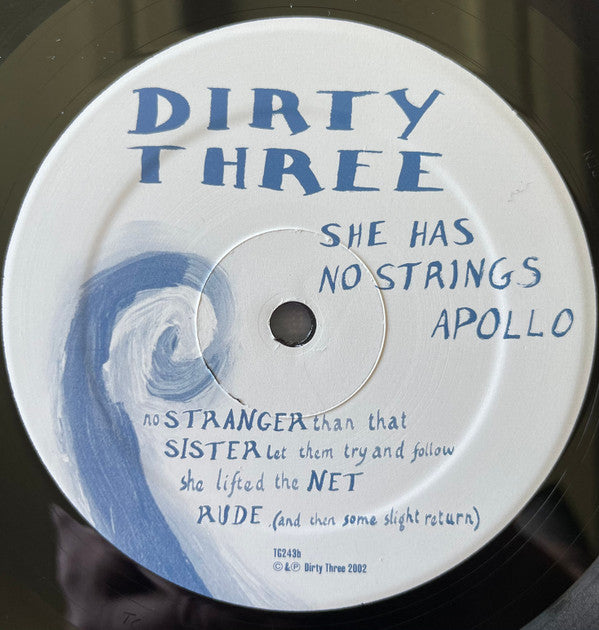 DIRTY
THREE
SHE HAS
NO STRINGS
APOLLO
no STRANGER than that
SISTER Let them try and follow
she lifted the NET
RUDE (and then some slight return)
TG243b
© & ℗ Dirty Three 2002